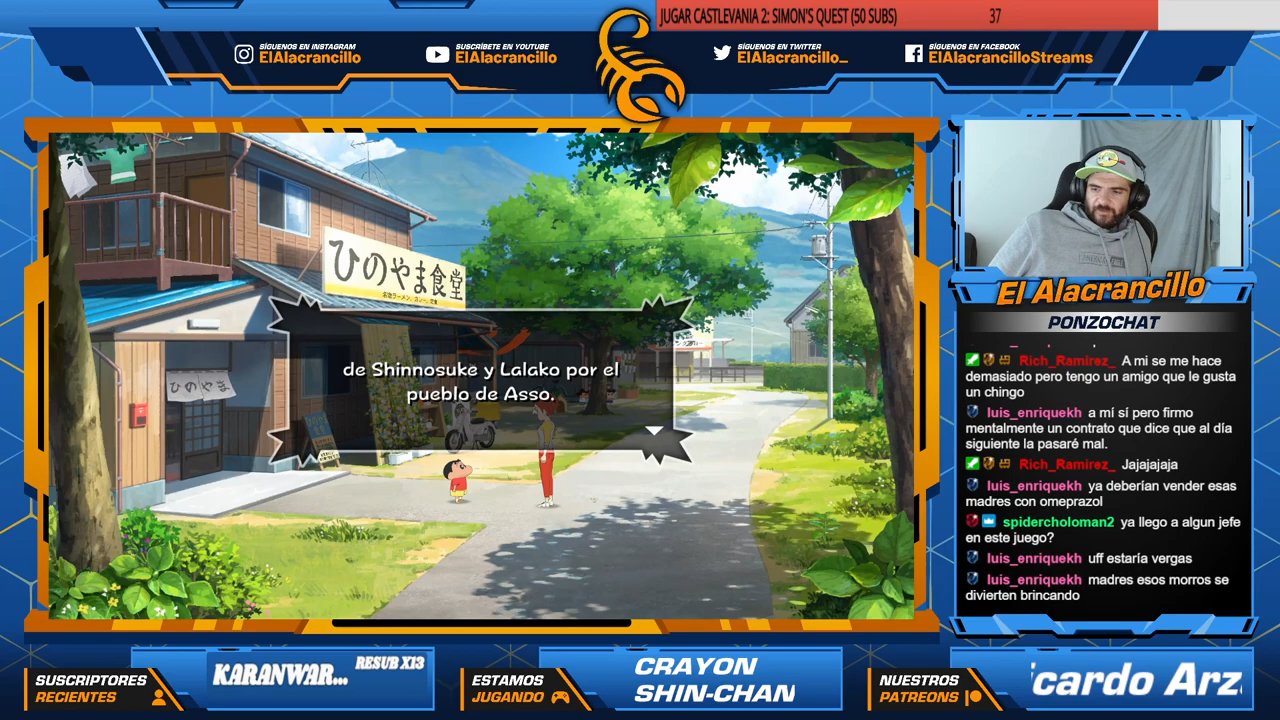 JUGAR CASTLEVANIA 2: SIMON'S QUEST (50 SUBS) 37
SÍGUENOS EN INSTAGRAM
ElAlacrancillo
SUSCRÍBETE EN YOUTUBE
ElAlacrancillo
SÍGUENOS EN TWITTER
ElAlacrancillo_
SÍGUENOS EN FACEBOOK
ElAlacrancilloStreams
ひのやま食堂
ひのやま
de Shinnosuke y Lalako por el
pueblo de Asso.
El Alacrancillo
PONZOCHAT
Rich_Ramirez_ A mi se me hace
demasiado pero tengo un amigo que le gusta
un chingo
luis_enriquekh a mí sí pero firmo
mentalmente un contrato que dice que al día
siguiente la pasaré mal.
Rich_Ramirez_ Jajajajaja
luis_enriquekh ya deberían vender esas
madres con omeprazol
spidercholoman2 ya llego a algun jefe
en este juego?
luis_enriquekh uff estaría vergas
luis_enriquekh madres esos morros se
divierten brincando
SUSCRIPTORES
RECIENTES
KARANWAR... RESUB X13
ESTAMOS
JUGANDO
CRAYON
SHIN-CHAN
NUESTROS
PATREONS
icardo Arz